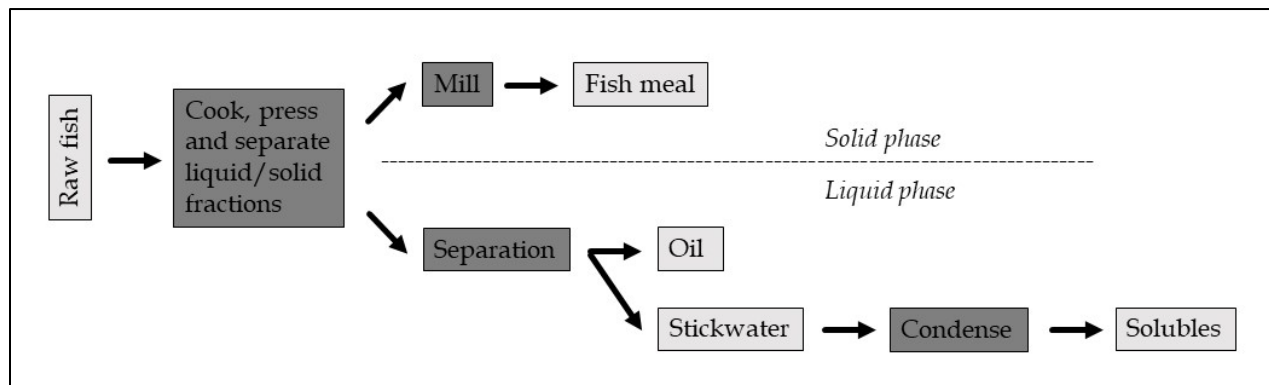 Raw fish
Cook, press
and separate
liquid/solid
fractions
Mill
Fish meal
Solid phase
Liquid phase
Separation
Oil
Stickwater
Condense
Solubles